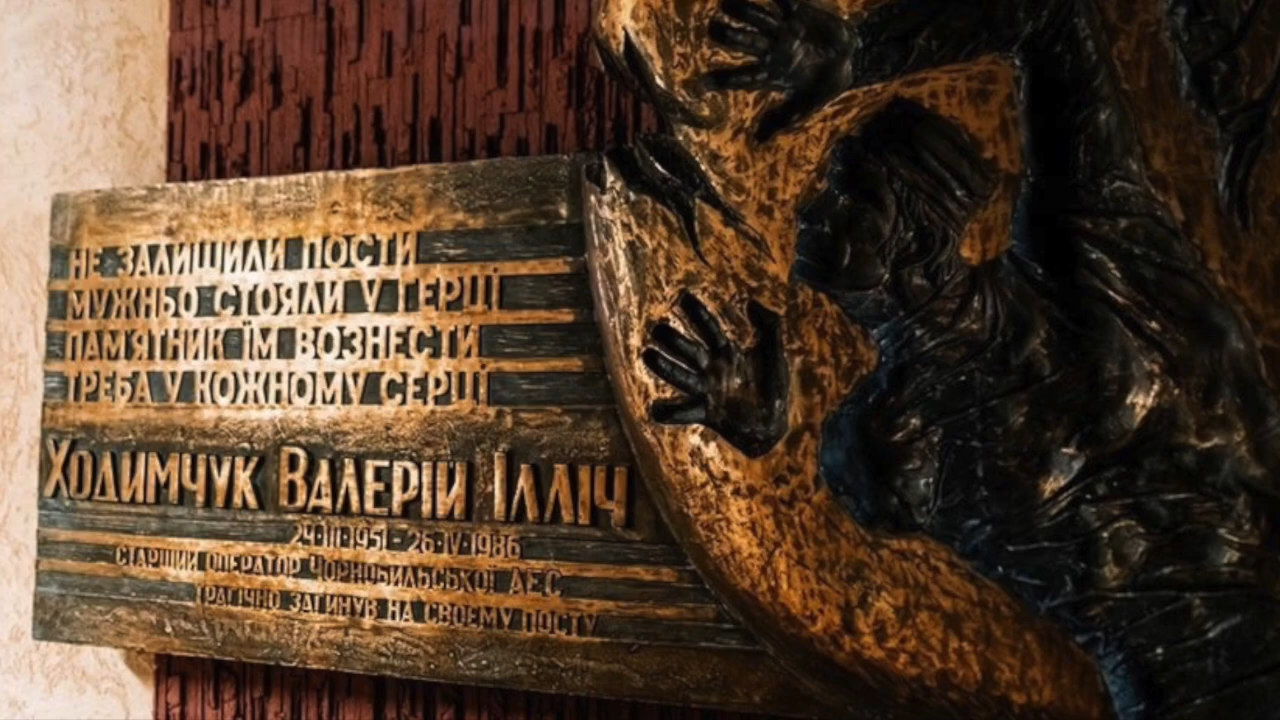 НЕ ЗАЛИШИЛИ ПОСТИ
МУЖНЬО СТОЯЛИ У ГЕРЦІ
ПАМ'ЯТНИК ЇМ ВОЗНЕСТИ
ТРЕБА У КОЖНОМУ СЕРЦІ
ХОДИМЧУК ВАЛЕРІЙ ІЛЛІЧ
24·III·1951 - 26·IV·1986
СТАРШИЙ ОПЕРАТОР ЧОРНОБИЛЬСЬКОЇ АЕС
ТРАГІЧНО ЗАГИНУВ НА СВОЄМУ ПОСТУ